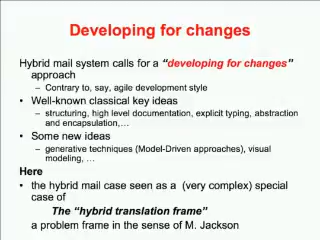 Developing for changes
Hybrid mail system calls for a “developing for changes”
approach
– Contrary to, say, agile development style
• Well-known classical key ideas
– structuring, high level documentation, explicit typing, abstraction
and encapsulation,…
• Some new ideas
– generative techniques (Model-Driven approaches), visual
modeling, …
Here
• the hybrid mail case seen as a (very complex) special
case of
The “hybrid translation frame”
a problem frame in the sense of M. Jackson